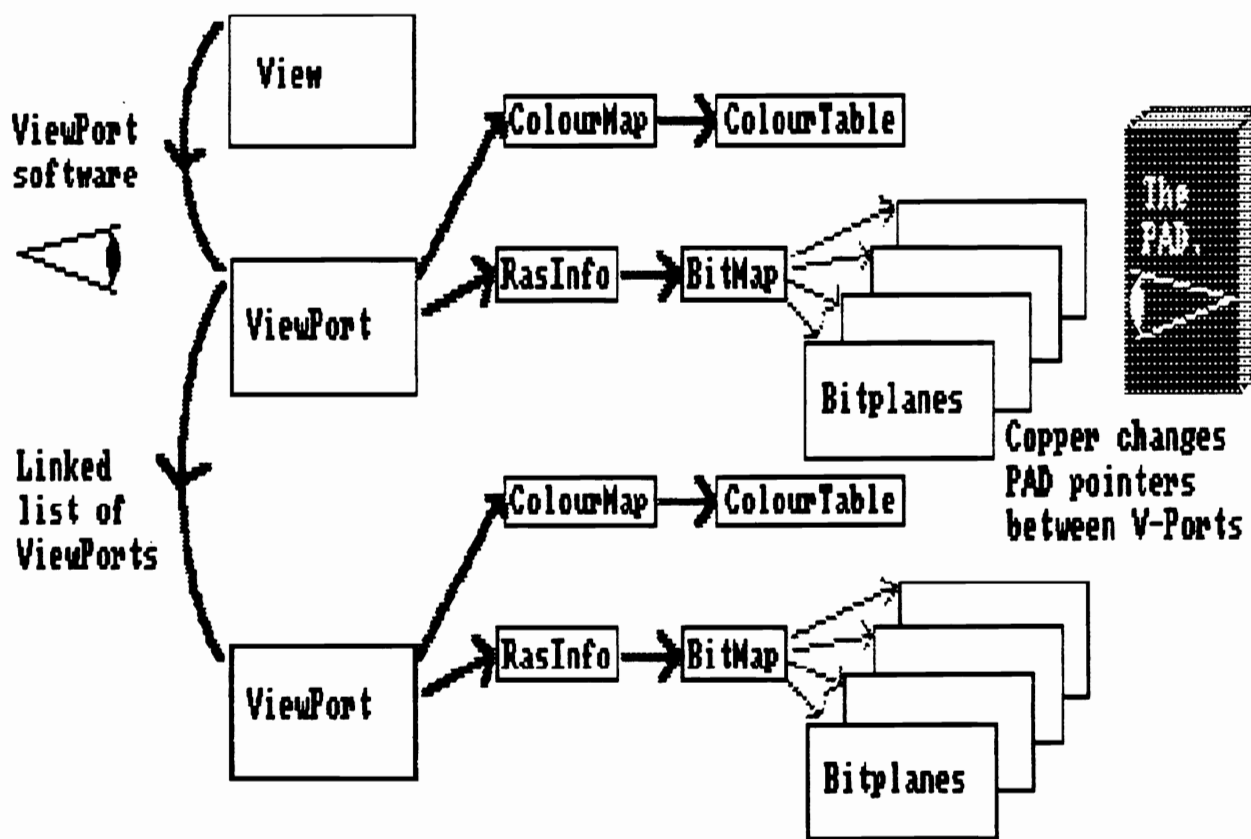 View
ViewPort
software
ColourMap
ColourTable
The
PAD.
RasInfo
BitMap
ViewPort
Bitplanes
Copper changes
PAD pointers
between V-Ports
Linked
list of
ViewPorts
ColourMap
ColourTable
RasInfo
BitMap
ViewPort
Bitplanes